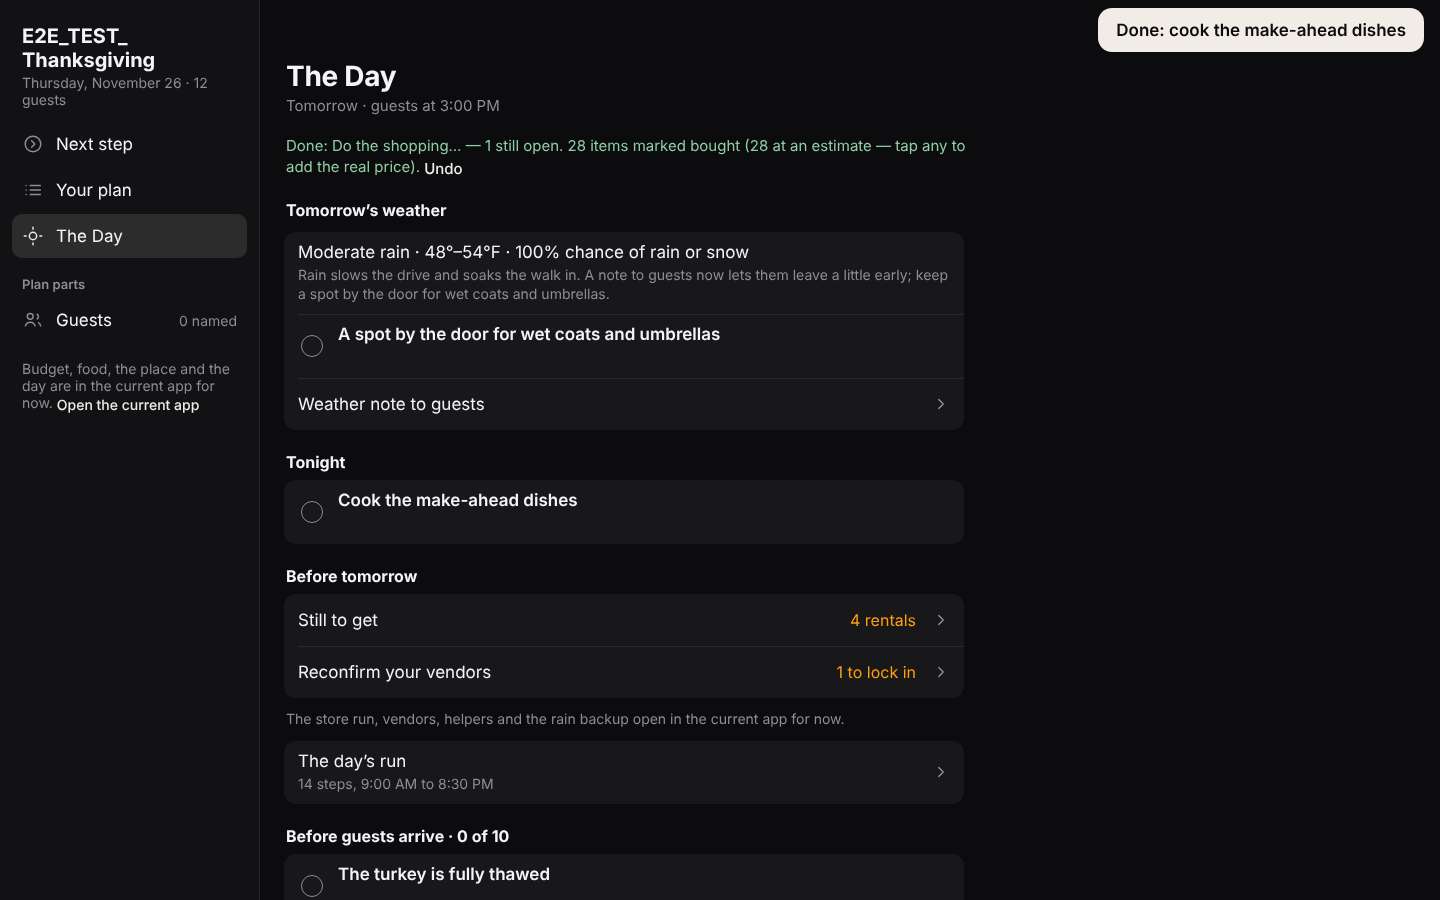 E2E_TEST_
Thanksgiving
Thursday, November 26 · 12
guests
Next step
Your plan
The Day
Plan parts
Guests
0 named
Budget, food, the place and the
day are in the current app for
now. Open the current app
Done: cook the make-ahead dishes
The Day
Tomorrow · guests at 3:00 PM
Done: Do the shopping... — 1 still open. 28 items marked bought (28 at an estimate — tap any to
add the real price). Undo
Tomorrow’s weather
Moderate rain · 48°–54°F · 100% chance of rain or snow
Rain slows the drive and soaks the walk in. A note to guests now lets them leave a little early; keep
a spot by the door for wet coats and umbrellas.
A spot by the door for wet coats and umbrellas
Weather note to guests
Tonight
Cook the make-ahead dishes
Before tomorrow
Still to get
4 rentals
Reconfirm your vendors
1 to lock in
The store run, vendors, helpers and the rain backup open in the current app for now.
The day’s run
14 steps, 9:00 AM to 8:30 PM
Before guests arrive · 0 of 10
The turkey is fully thawed